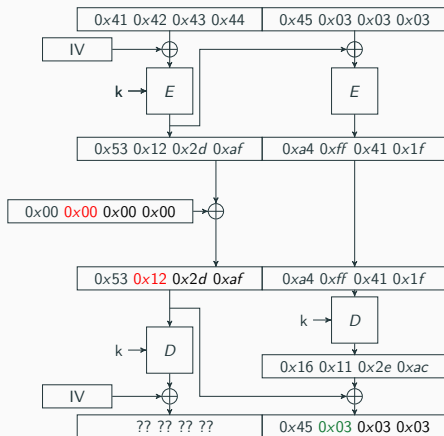 0x41 0x42 0x43 0x44 0x45 0x03 0x03 0x03
IV
k E E
0x53 0x12 0x2d 0xaf 0xa4 0xff 0x41 0x1f
0x00 0x00 0x00 0x00
0x53 0x12 0x2d 0xaf 0xa4 0xff 0x41 0x1f
k D
k D
0x16 0x11 0x2e 0xac
IV
?? ?? ?? ?? 0x45 0x03 0x03 0x03